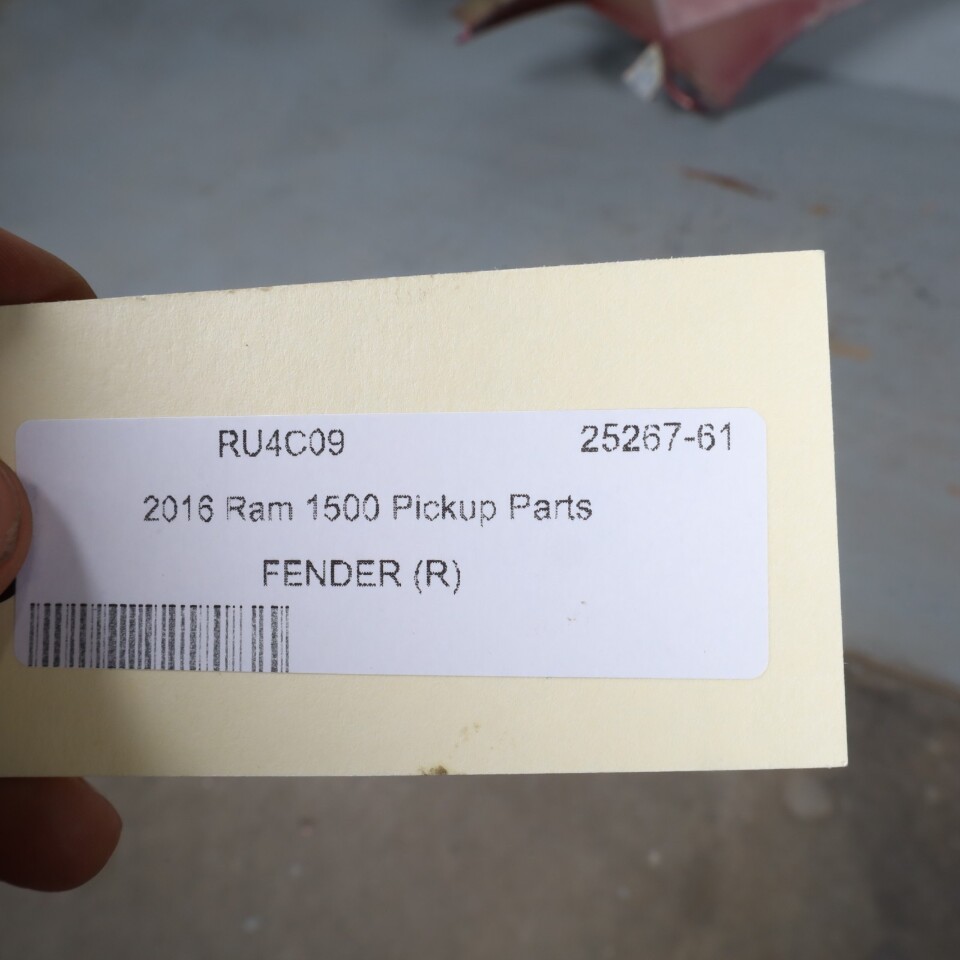 RU4C09 25267-61
2016 Ram 1500 Pickup Parts
FENDER (R)